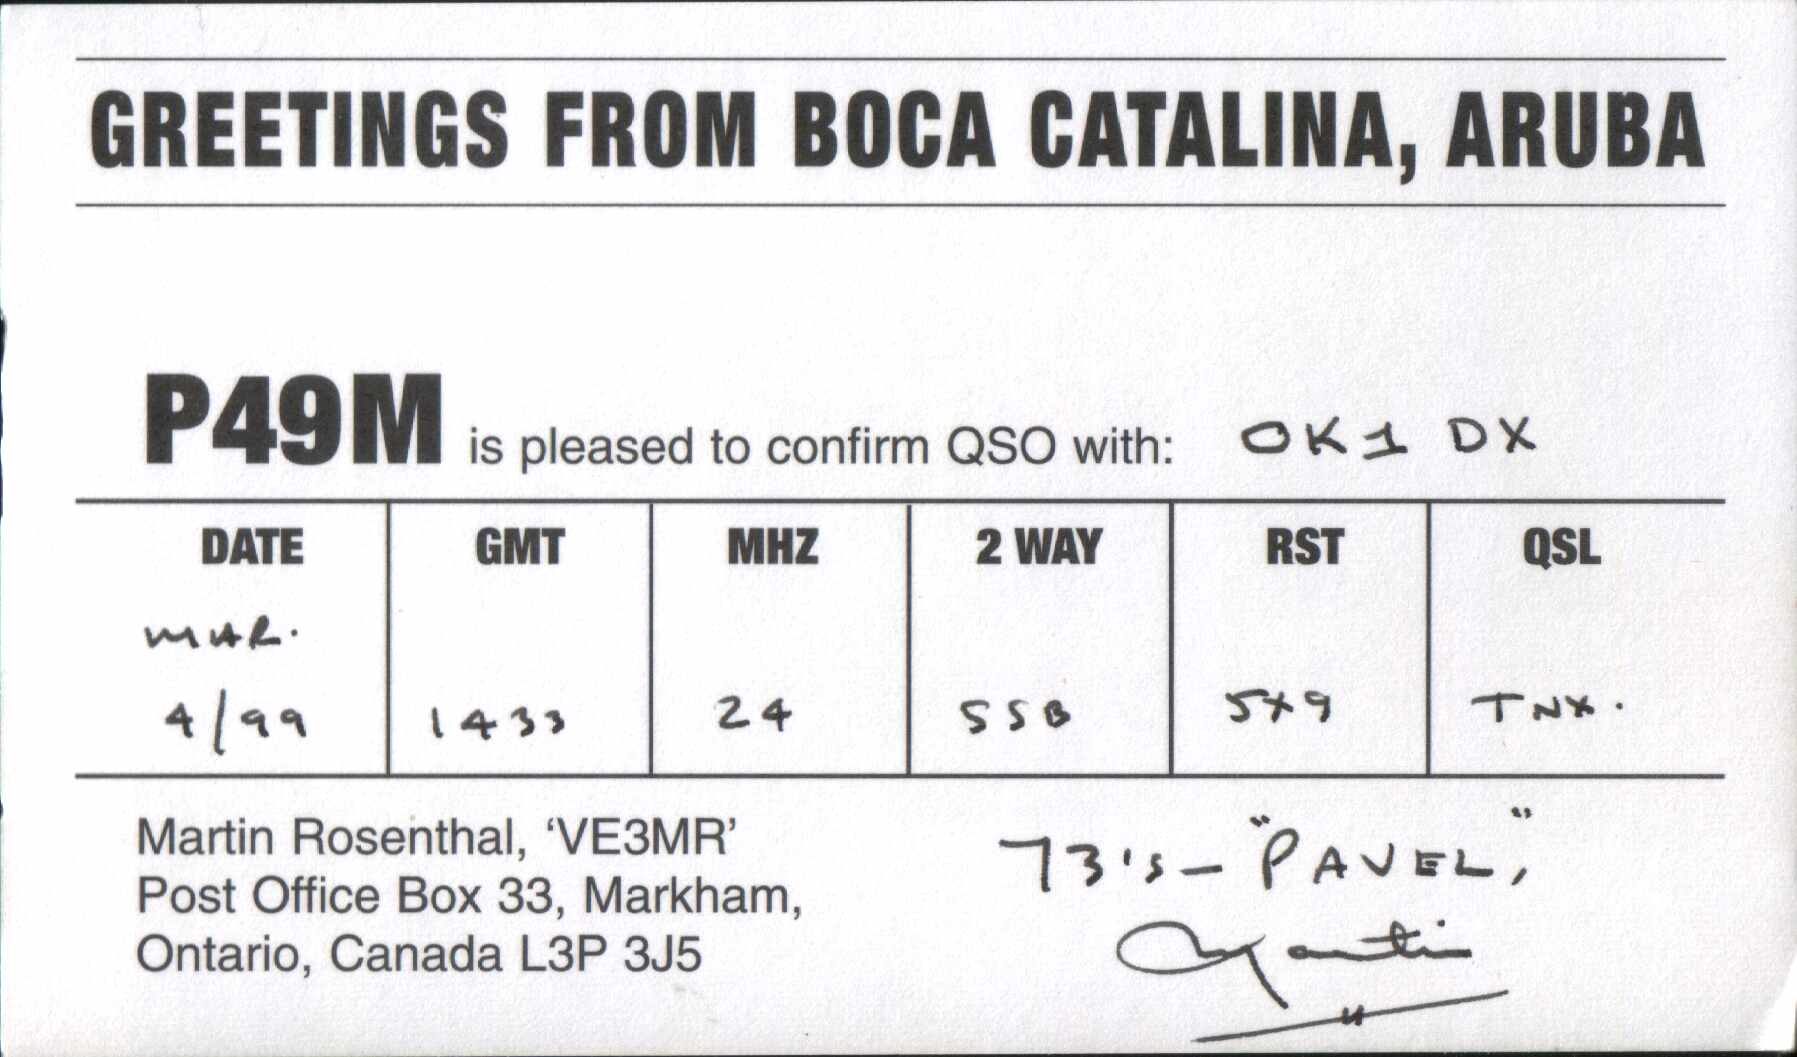 GREETINGS FROM BOCA CATALINA, ARUBA
P49M is pleased to confirm QSO with: OK1 DX
DATE GMT MHZ 2 WAY RST QSL
MAR.
4/99 1433 24 SSB 5X9 TNX.
Martin Rosenthal, ‘VE3MR’
Post Office Box 33, Markham,
Ontario, Canada L3P 3J5
73's - "PAVEL,"
Martin